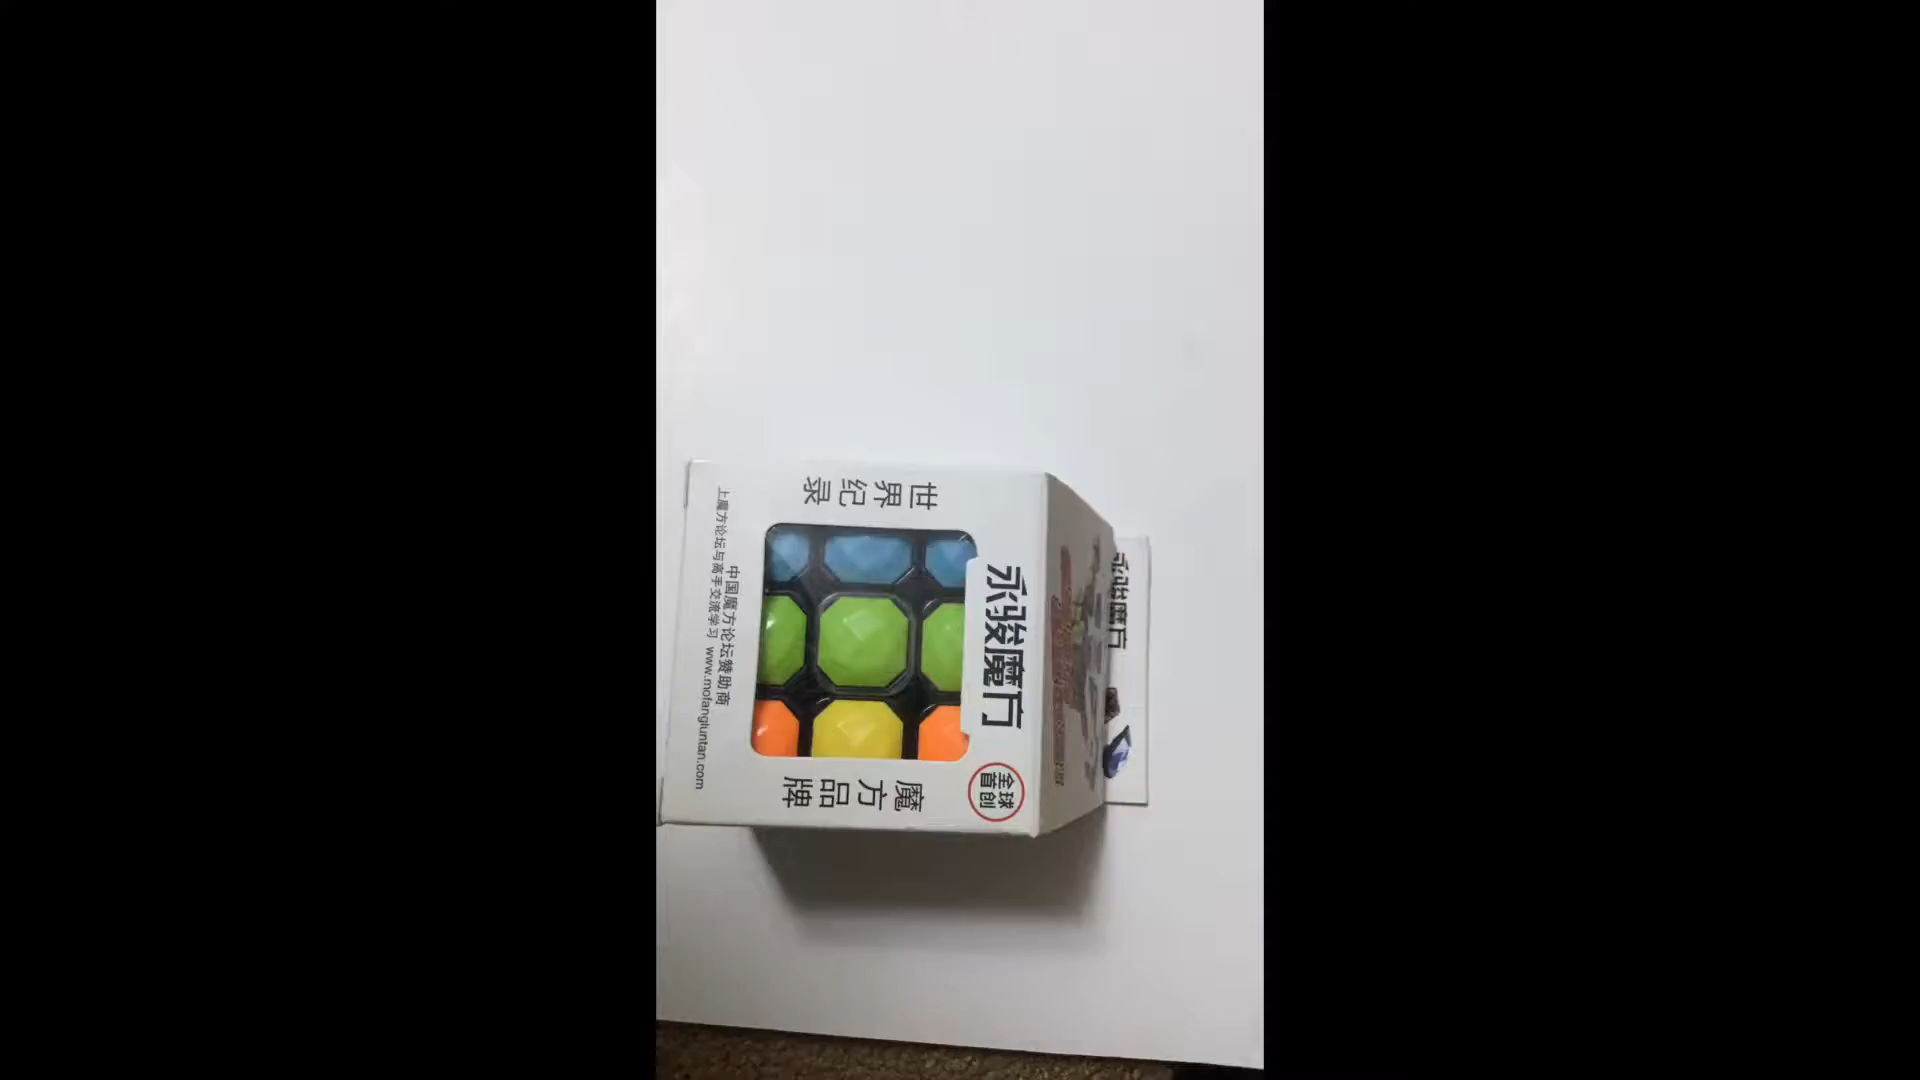 永骏魔方
全球
首创
世界纪录
魔方品牌
中国魔方论坛赞助商
上魔方论坛与高手交流学习 www.mofangluntan.com
永骏魔方